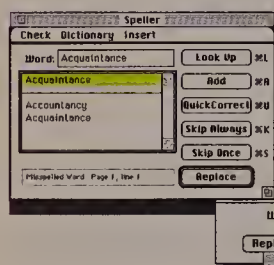 Speller
Check Dictionary Insert
Word: Acquaintance
Look Up ⌘L
Acquaintance
Add ⌘A
Accountancy
QuickCorrect ⌘U
Acquaintance
Skip Always ⌘K
Skip Once ⌘S
Misspelled Word Page 1, line 1
Replace